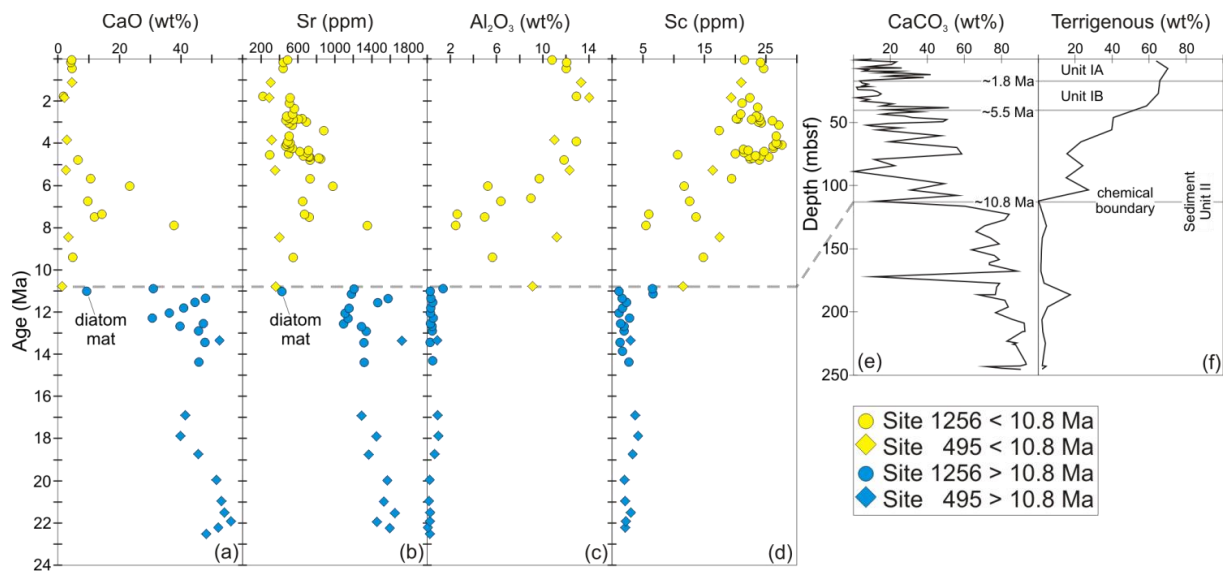 CaO (wt%)
Sr (ppm)
Al₂O₃ (wt%)
Sc (ppm)
CaCO₃ (wt%)
Terrigenous (wt%)
0 20 40 60
200 600 1000 1400 1800
2 6 10 14
5 15 25
0 20 40 60 80
20 40 60 80
Age (Ma)
0
2
4
6
8
10
12
14
16
18
20
22
24
diatom
mat
diatom
mat
(a)
(b)
(c)
(d)
Depth (mbsf)
50
100
150
200
250
Unit IA
~1.8 Ma
Unit IB
~5.5 Ma
~10.8 Ma
chemical
boundary
Sediment
Unit II
(e)
(f)
Site 1256 < 10.8 Ma
Site 495 < 10.8 Ma
Site 1256 > 10.8 Ma
Site 495 > 10.8 Ma